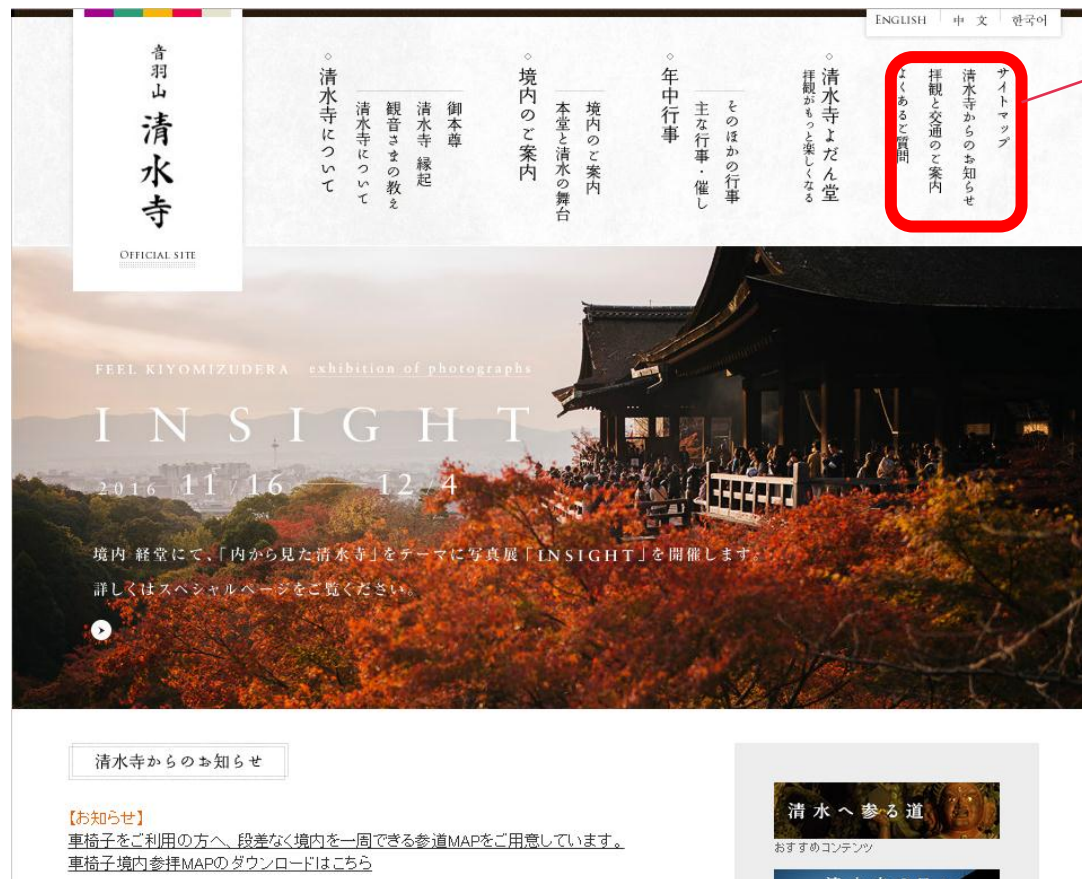 音羽山
清水寺
OFFICIAL SITE
ENGLISH
中 文
한국어
サイトマップ
清水寺からのお知らせ
拝観と交通のご案内
よくあるご質問
清水寺よだん堂
拝観がもっと楽しくなる
年中行事
そのほかの行事
主な行事・催し
境内のご案内
境内のご案内
本堂と清水の舞台
清水寺について
御本尊
清水寺 縁起
観音さまの教え
清水寺について
FEEL KIYOMIZUDERA exhibition of photographs
INSIGHT
2016 11/16 12/4
境内 経堂にて、「内から見た清水寺」をテーマに写真展「INSIGHT」を開催します。
詳しくはスペシャルページをご覧ください。
清水寺からのお知らせ
【お知らせ】
車椅子をご利用の方へ、段差なく境内を一周できる参道MAPをご用意しています。
車椅子境内参拝MAPのダウンロードはこちら
清水へ参る道
おすすめコンテンツ